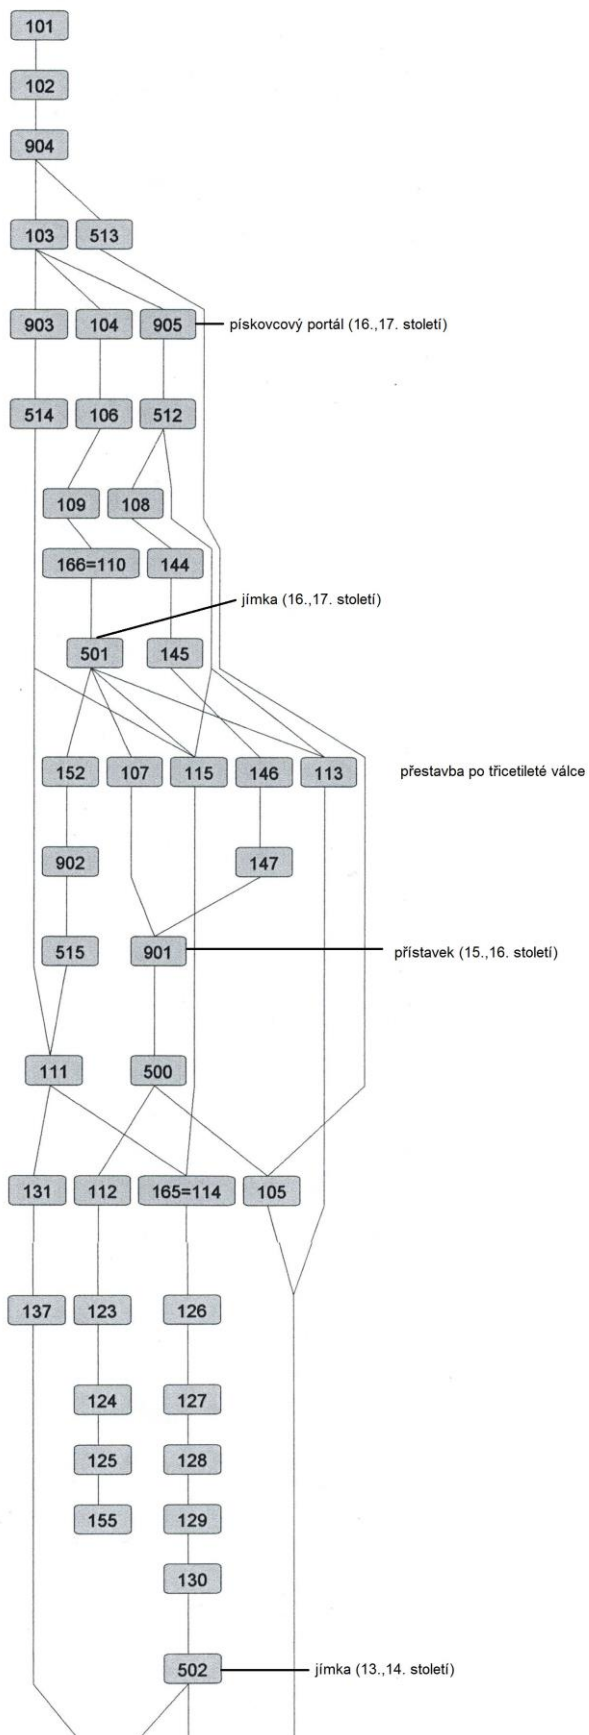 101
102
904
103 513
903 104 905 pískovcový portál (16.,17. století)
514 106 512
109 108
166=110 144
jímka (16.,17. století)
501 145
152 107 115 146 113 přestavba po třicetileté válce
902 147
515 901 přístavek (15.,16. století)
111 500
131 112 165=114 105
137 123 126
124 127
125 128
155 129
130
502 jímka (13.,14. století)